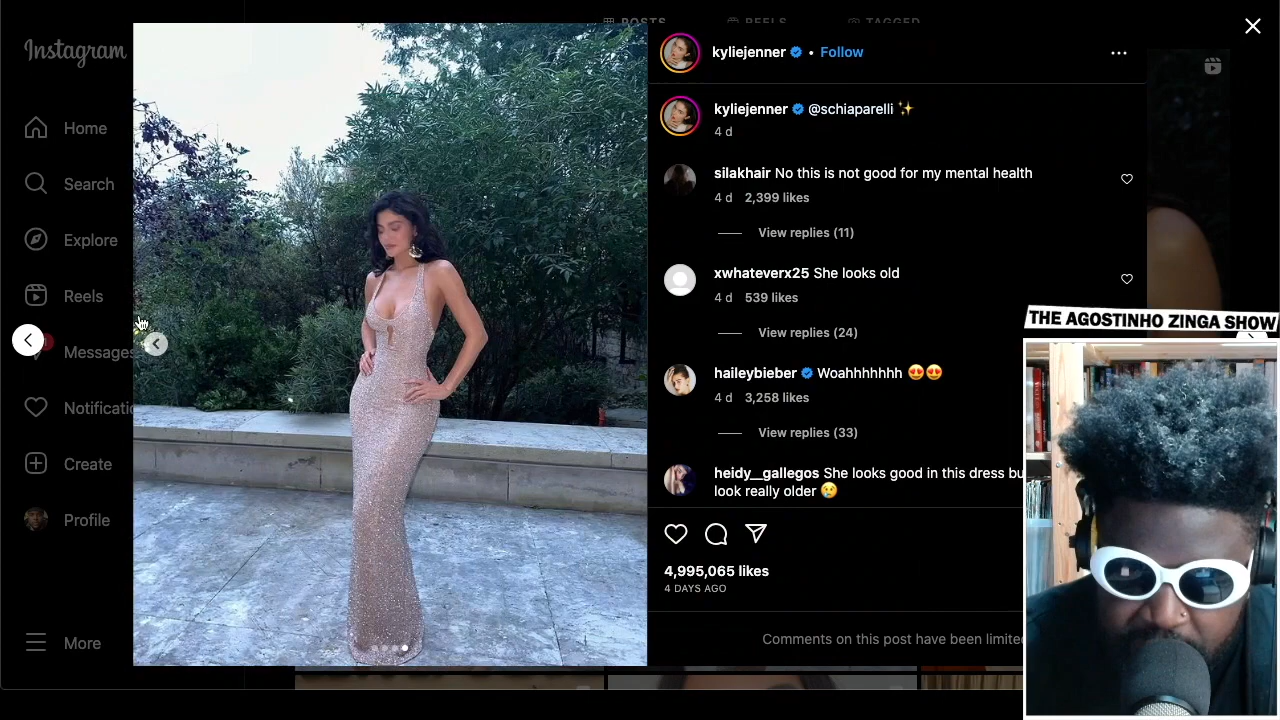 Instagram
POSTS
REELS
TAGGED
Home
Search
Explore
Reels
Messages
Notificatio
Create
Profile
More
kyliejenner • Follow
kyliejenner @schiaparelli ✨
4 d
silakhair No this is not good for my mental health
4 d 2,399 likes
View replies (11)
xwhateverx25 She looks old
4 d 539 likes
View replies (24)
haileybieber Woahhhhhhh 😍😍
4 d 3,258 likes
View replies (33)
heidy__gallegos She looks good in this dress bu
look really older 😢
4,995,065 likes
4 DAYS AGO
Comments on this post have been limite
THE AGOSTINHO ZINGA SHOW